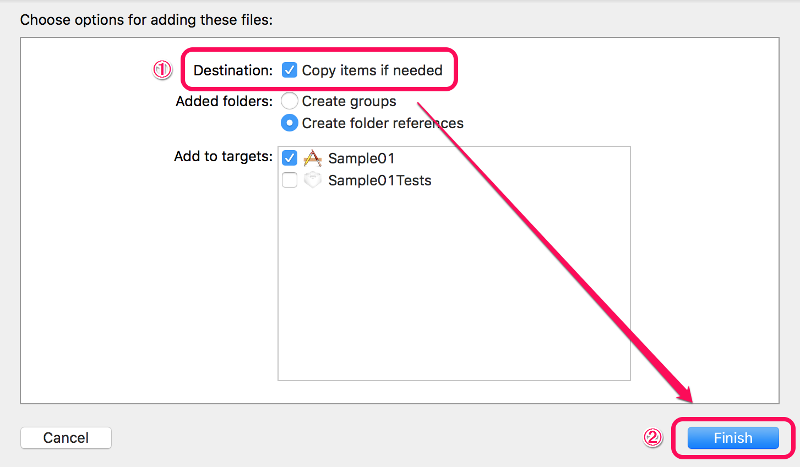 Choose options for adding these files:
① Destination: Copy items if needed
Added folders: Create groups
Create folder references
Add to targets: Sample01
Sample01Tests
Cancel ② Finish